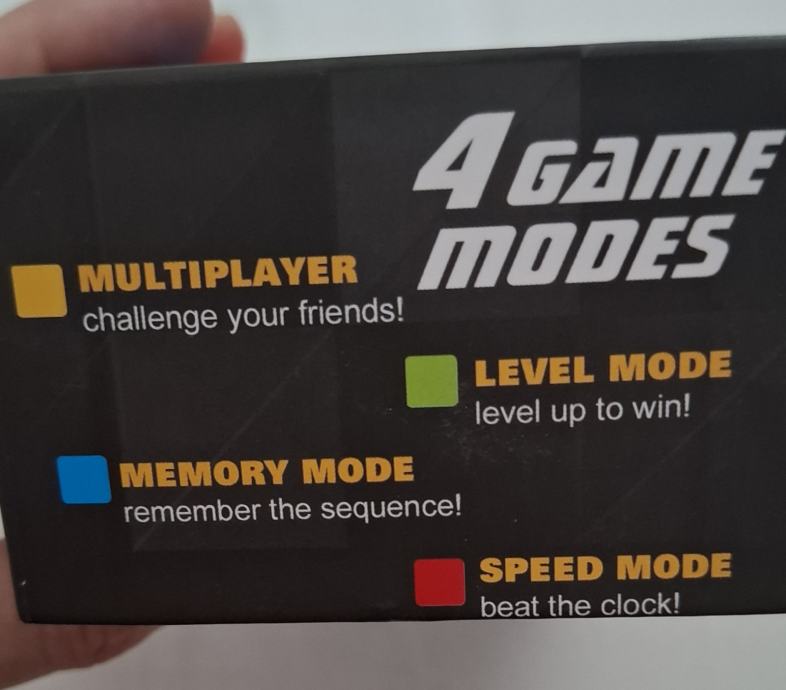 4 GAME
MODES
MULTIPLAYER
challenge your friends!
LEVEL MODE
level up to win!
MEMORY MODE
remember the sequence!
SPEED MODE
beat the clock!